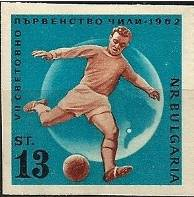 ПЪРВЕНСТВО ЧИЛИ-1962
VII СВЕТОВНО
NR BULGARIA
ST.
13